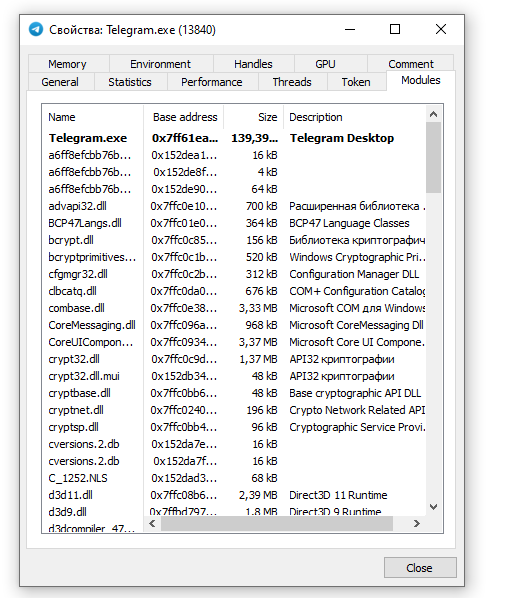 Свойства: Telegram.exe (13840)
Memory Environment Handles GPU Comment
General Statistics Performance Threads Token Modules
Name Base address Size Description
Telegram.exe 0x7ff61ea... 139,39... Telegram Desktop
a6ff8efcbb76b... 0x152dea1... 16 kB
a6ff8efcbb76b... 0x152de8f... 4 kB
a6ff8efcbb76b... 0x152de90... 64 kB
advapi32.dll 0x7ffc0e10... 700 kB Расширенная библиотека .
BCP47Langs.dll 0x7ffc01e0... 364 kB BCP47 Language Classes
bcrypt.dll 0x7ffc0c85... 156 kB Библиотека криптографич
bcryptprimitives... 0x7ffc0c1b... 520 kB Windows Cryptographic Pri...
cfgmgr32.dll 0x7ffc0c2b... 312 kB Configuration Manager DLL
clbcatq.dll 0x7ffc0da0... 676 kB COM+ Configuration Catalog
combase.dll 0x7ffc0e38... 3,33 MB Microsoft COM для Windows
CoreMessaging.dll 0x7ffc096a... 968 kB Microsoft CoreMessaging Dll
CoreUICompon... 0x7ffc0934... 3,37 MB Microsoft Core UI Compone...
crypt32.dll 0x7ffc0c9d... 1,37 MB API32 криптографии
crypt32.dll.mui 0x152db34... 48 kB API32 криптографии
cryptbase.dll 0x7ffc0bb6... 48 kB Base cryptographic API DLL
cryptnet.dll 0x7ffc0240... 196 kB Crypto Network Related API
cryptsp.dll 0x7ffc0bb4... 96 kB Cryptographic Service Provi...
cversions.2.db 0x152da7e... 16 kB
cversions.2.db 0x152da7f... 16 kB
C_1252.NLS 0x152dad3... 68 kB
d3d11.dll 0x7ffc08b6... 2,39 MB Direct3D 11 Runtime
d3d9.dll 0x7ffbd797... 1,8 MB Direct3D 9 Runtime
d3dcompiler_47...
Close